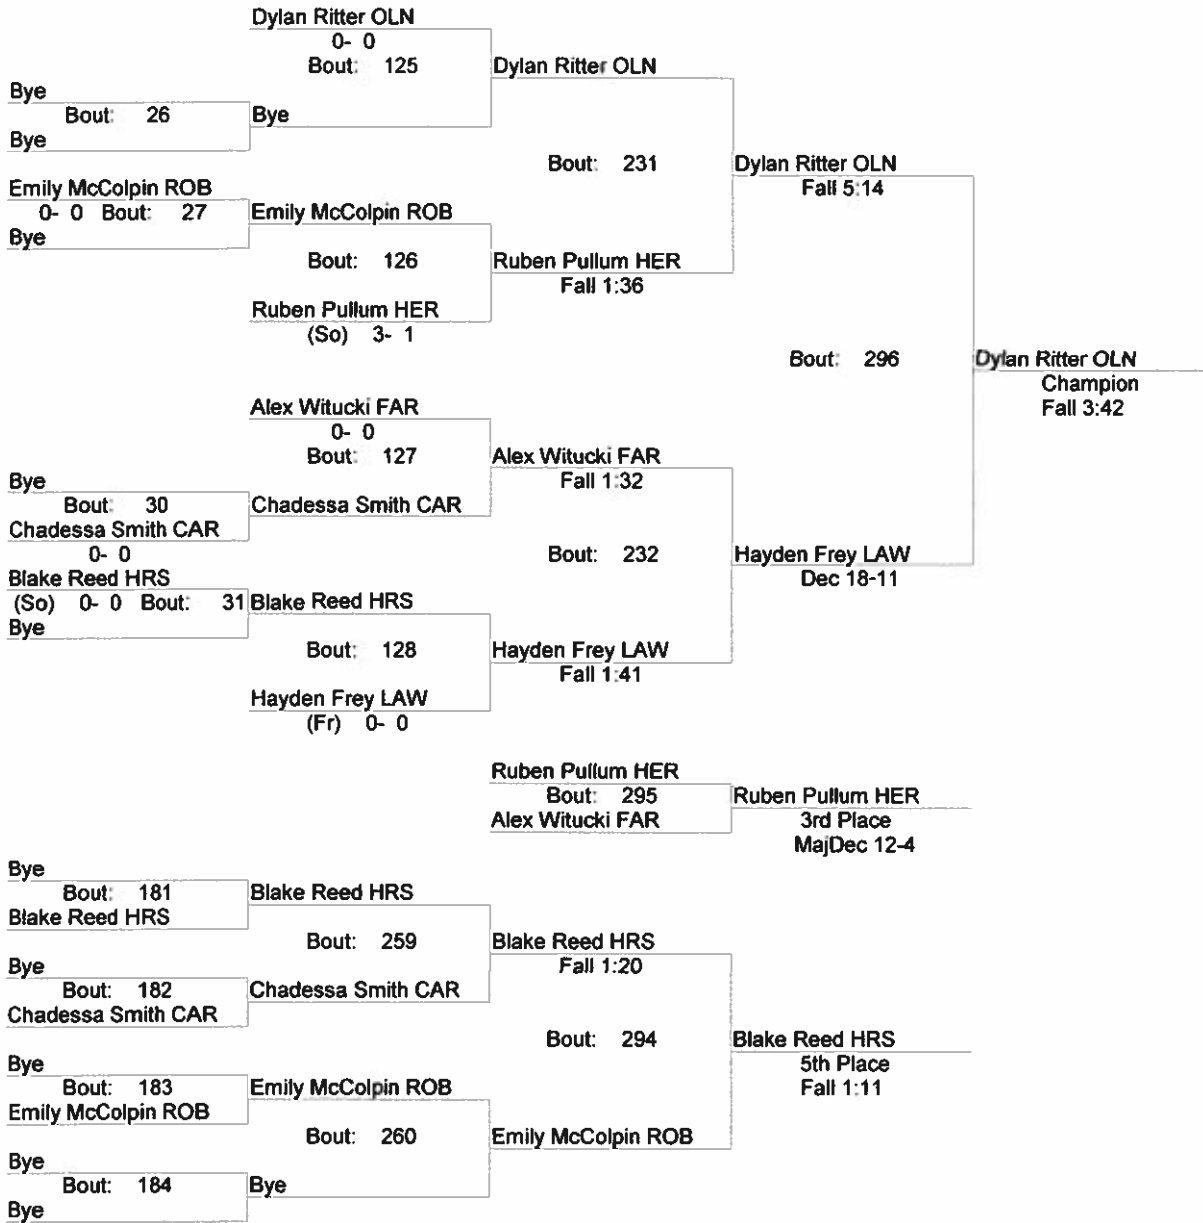 Dylan Ritter OLN
0- 0
Bout: 125
Dylan Ritter OLN
Bye
Bout: 26
Bye
Bye
Bout: 231
Dylan Ritter OLN
Fall 5:14
Emily McColpin ROB
0- 0 Bout: 27
Emily McColpin ROB
Bye
Bout: 126
Ruben Pullum HER
Fall 1:36
Ruben Pullum HER
(So) 3- 1
Bout: 296
Dylan Ritter OLN
Champion
Fall 3:42
Alex Witucki FAR
0- 0
Bout: 127
Alex Witucki FAR
Fall 1:32
Bye
Bout: 30
Chadessa Smith CAR
Chadessa Smith CAR
0- 0
Bout: 232
Hayden Frey LAW
Dec 18-11
Blake Reed HRS
(So) 0- 0 Bout: 31
Blake Reed HRS
Bye
Bout: 128
Hayden Frey LAW
Fall 1:41
Hayden Frey LAW
(Fr) 0- 0
Ruben Pullum HER
Bout: 295
Ruben Pullum HER
Alex Witucki FAR
3rd Place
MajDec 12-4
Bye
Bout: 181
Blake Reed HRS
Blake Reed HRS
Bout: 259
Blake Reed HRS
Fall 1:20
Bye
Bout: 182
Chadessa Smith CAR
Chadessa Smith CAR
Bout: 294
Blake Reed HRS
5th Place
Fall 1:11
Bye
Bout: 183
Emily McColpin ROB
Emily McColpin ROB
Bout: 260
Emily McColpin ROB
Bye
Bout: 184
Bye
Bye